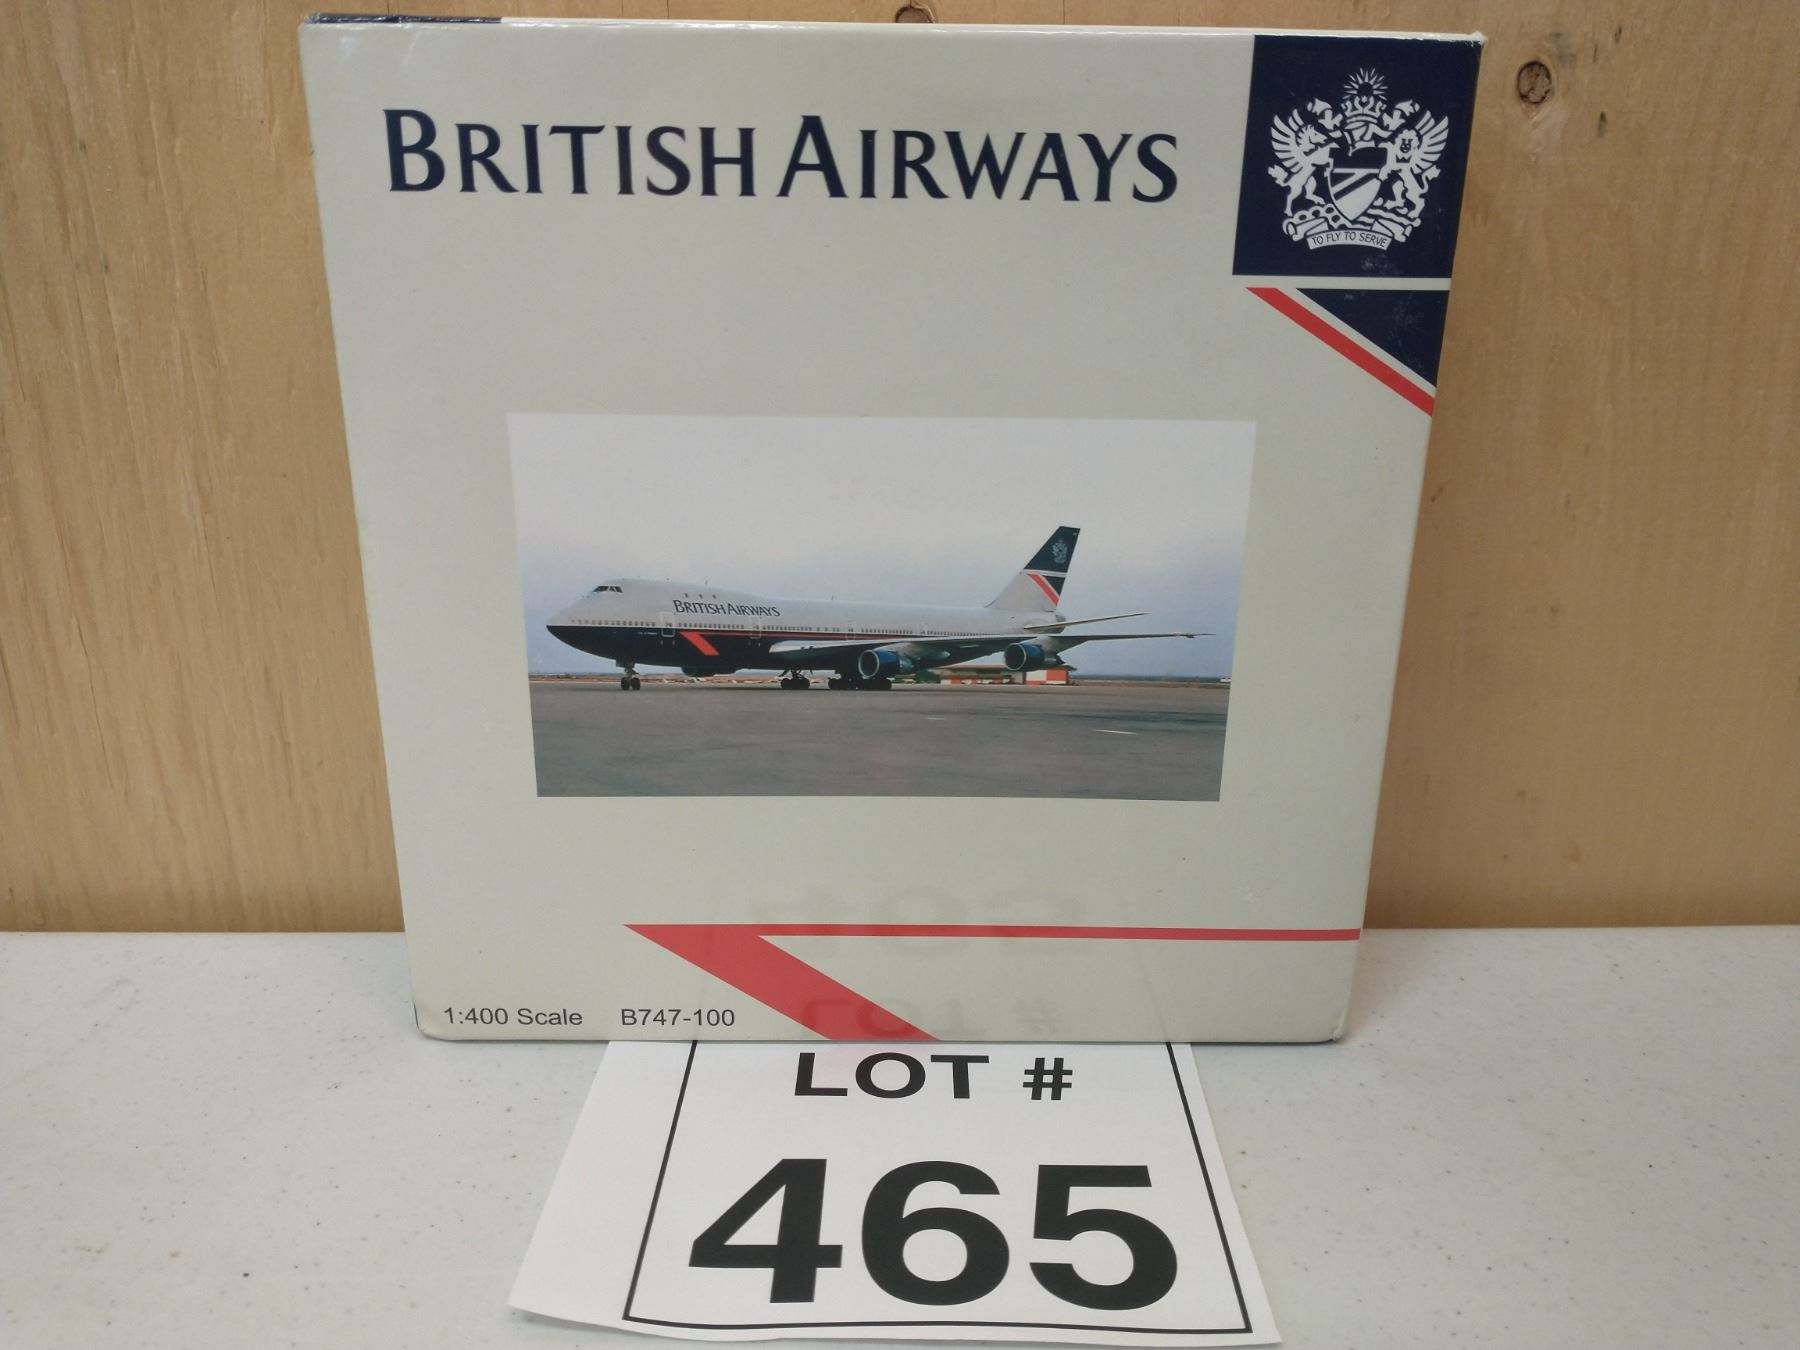 BRITISH AIRWAYS
TO FLY TO SERVE
BRITISH AIRWAYS
1:400 Scale B747-100
LOT #
465